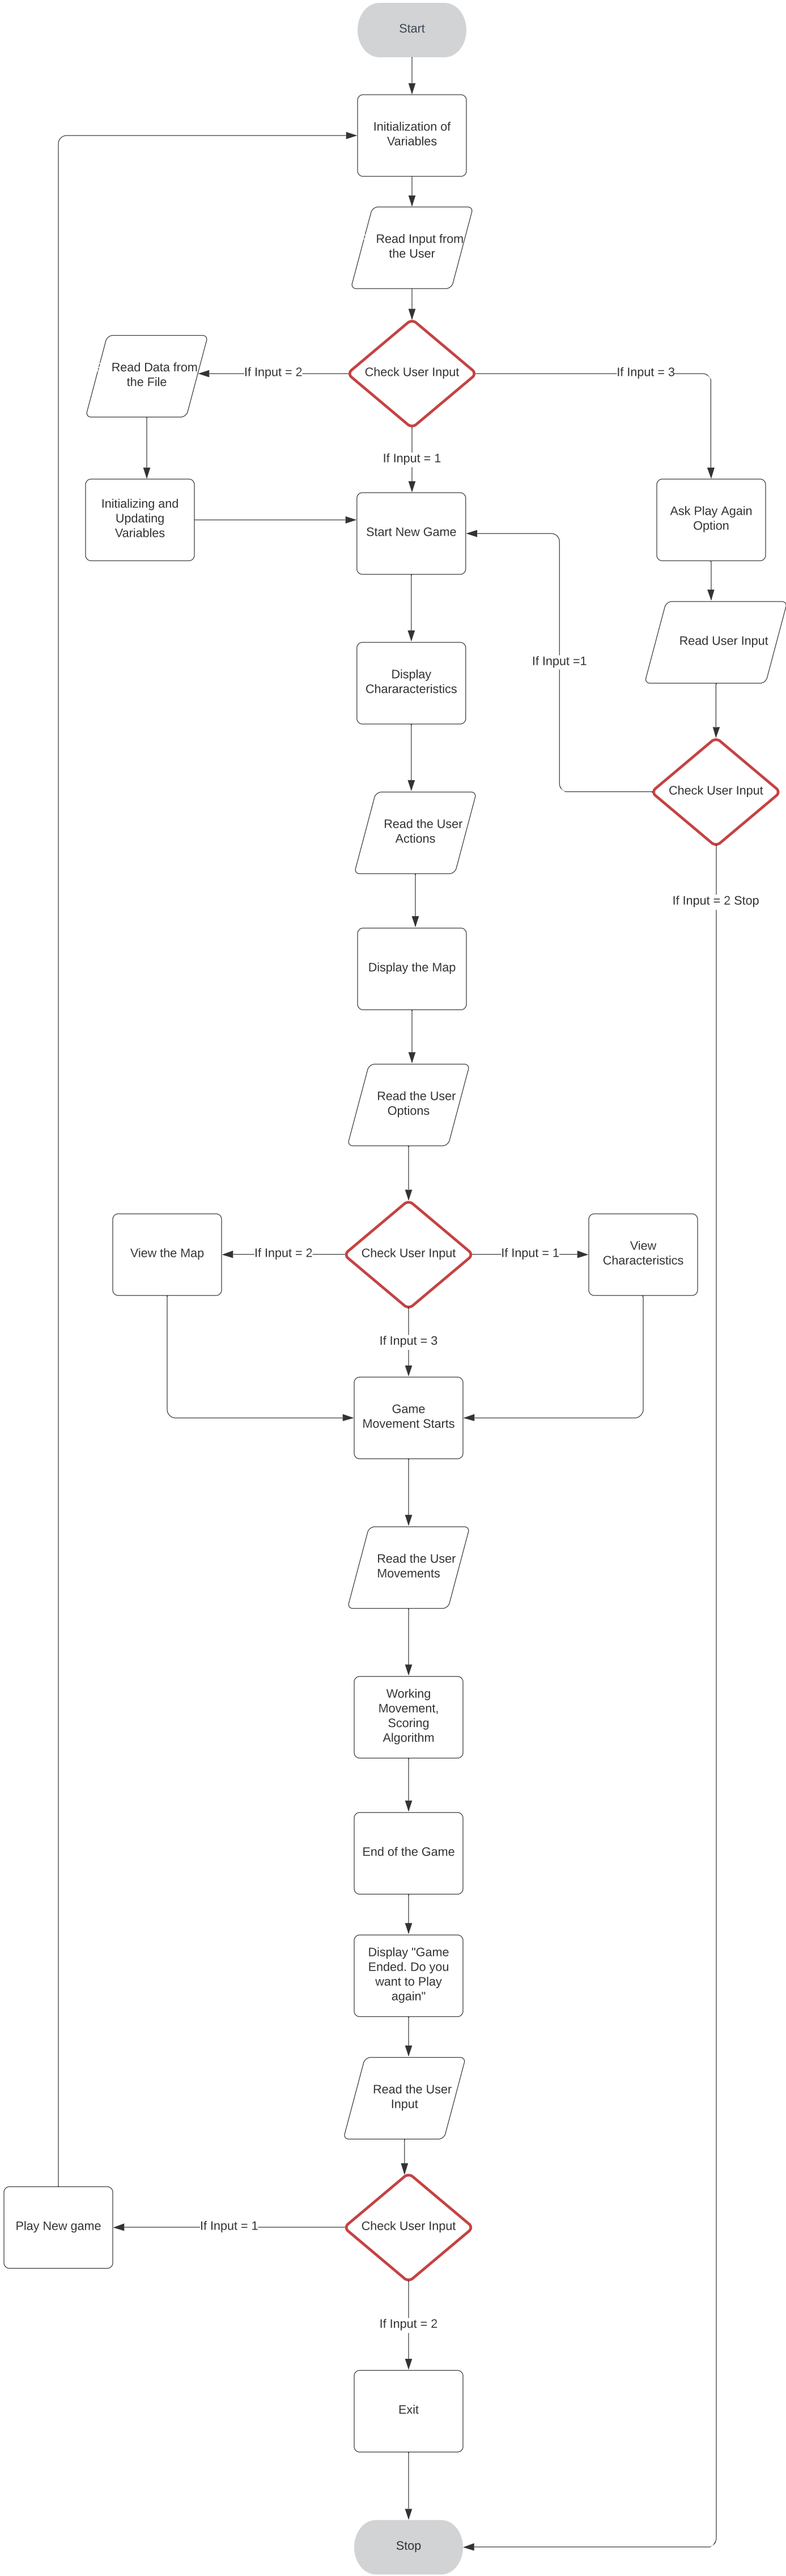 Start
Initialization of
Variables
Read Input from
the User
Check User Input
If Input = 2
If Input = 3
If Input = 1
Read Data from
the File
Initializing and
Updating
Variables
Start New Game
Ask Play Again
Option
Read User Input
If Input =1
Check User Input
If Input = 2 Stop
Display
Chararacteristics
Read the User
Actions
Display the Map
Read the User
Options
View the Map
If Input = 2
Check User Input
If Input = 1
View
Characteristics
If Input = 3
Game
Movement Starts
Read the User
Movements
Working
Movement,
Scoring
Algorithm
End of the Game
Display "Game
Ended. Do you
want to Play
again"
Read the User
Input
Play New game
If Input = 1
Check User Input
If Input = 2
Exit
Stop